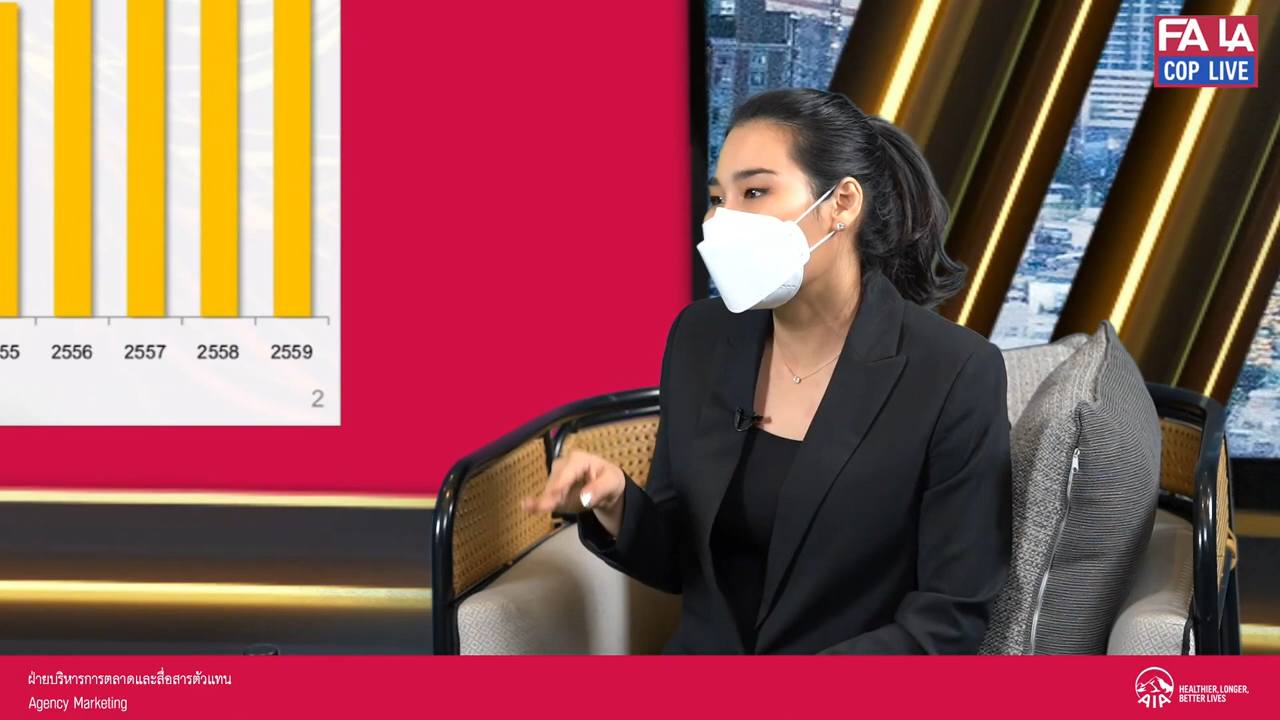 FA LA
COP LIVE
55 2556 2557 2558 2559
2
ฝ่ายบริหารการตลาดและสื่อสารตัวแทน
Agency Marketing
AIA
HEALTHIER, LONGER,
BETTER LIVES